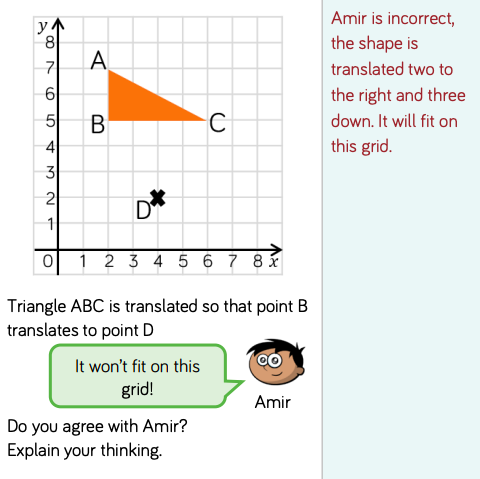 y
8
7
6
5
4
3
2
1
A
B
C
D
0 1 2 3 4 5 6 7 8 x
Triangle ABC is translated so that point B
translates to point D
It won't fit on this
grid!
Amir
Do you agree with Amir?
Explain your thinking.
Amir is incorrect,
the shape is
translated two to
the right and three
down. It will fit on
this grid.